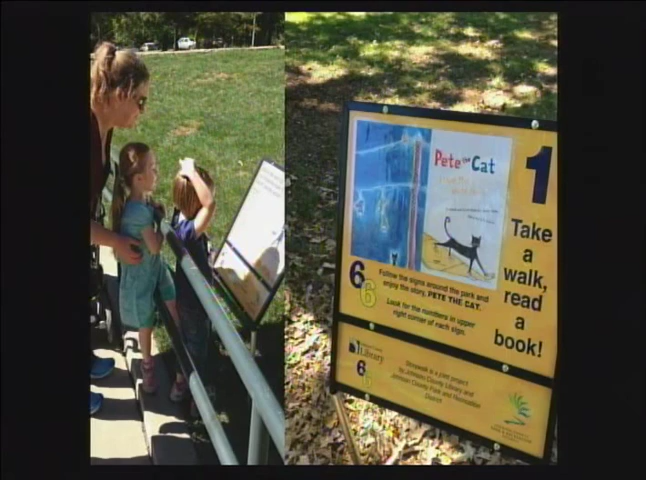 Pete the Cat
1
Take
a
walk,
read
a
book!
66
Follow the signs around the park and
enjoy the story, PETE THE CAT.
Look for the numbers in upper
right corner of each sign.
Library
66
Storywalk is a joint project
by Johnson County Library and
Johnson County Park and Recreation
District